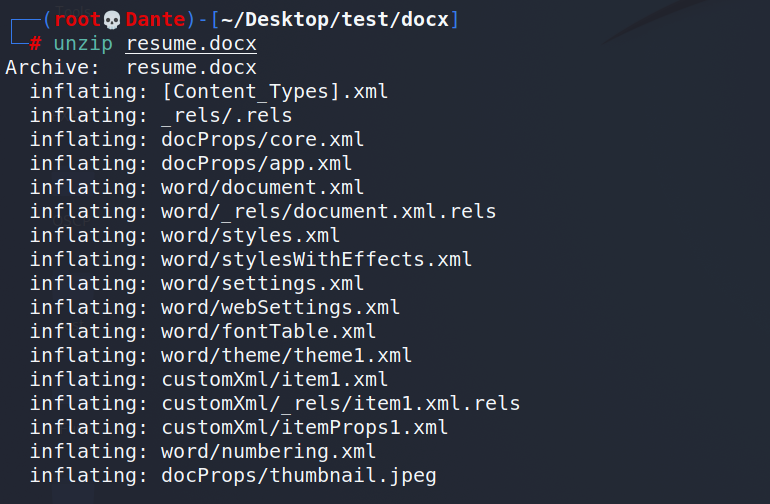 ┌──(root💀Dante)-[~/Desktop/test/docx]
└─# unzip resume.docx
Archive:  resume.docx
  inflating: [Content_Types].xml
  inflating: _rels/.rels
  inflating: docProps/core.xml
  inflating: docProps/app.xml
  inflating: word/document.xml
  inflating: word/_rels/document.xml.rels
  inflating: word/styles.xml
  inflating: word/stylesWithEffects.xml
  inflating: word/settings.xml
  inflating: word/webSettings.xml
  inflating: word/fontTable.xml
  inflating: word/theme/theme1.xml
  inflating: customXml/item1.xml
  inflating: customXml/_rels/item1.xml.rels
  inflating: customXml/itemProps1.xml
  inflating: word/numbering.xml
  inflating: docProps/thumbnail.jpeg